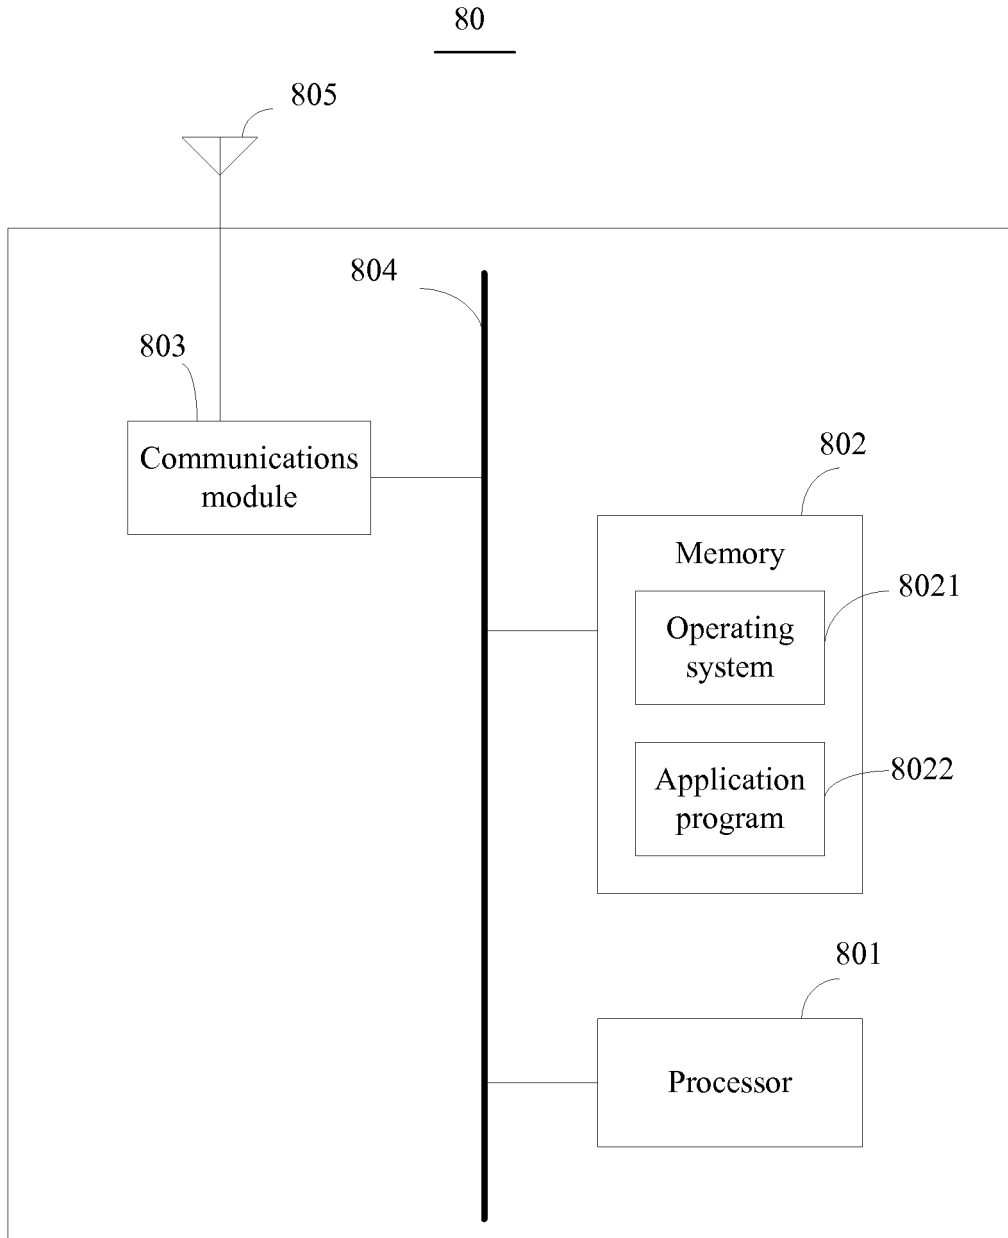 80
805
804
803
Communications
module
802
Memory
8021
Operating
system
8022
Application
program
801
Processor